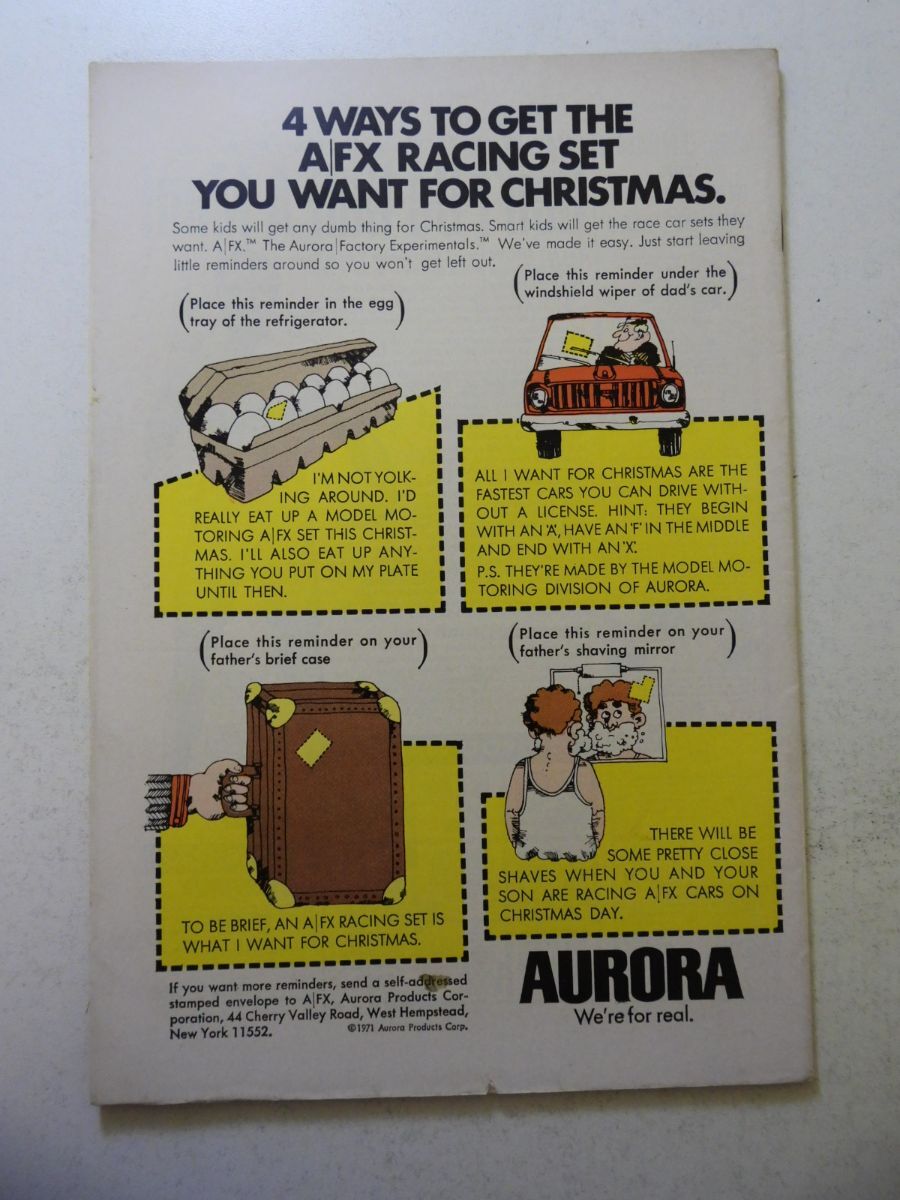 4 WAYS TO GET THE
A|FX RACING SET
YOU WANT FOR CHRISTMAS.
Some kids will get any dumb thing for Christmas. Smart kids will get the race car sets they
want. A|FX.™ The Aurora|Factory Experimentals.™ We've made it easy. Just start leaving
little reminders around so you won't get left out.
(Place this reminder in the egg
tray of the refrigerator.)
I'M NOT YOLK-
ING AROUND. I'D
REALLY EAT UP A MODEL MO-
TORING A|FX SET THIS CHRIST-
MAS. I'LL ALSO EAT UP ANY-
THING YOU PUT ON MY PLATE
UNTIL THEN.
(Place this reminder under the
windshield wiper of dad's car.)
ALL I WANT FOR CHRISTMAS ARE THE
FASTEST CARS YOU CAN DRIVE WITH-
OUT A LICENSE. HINT: THEY BEGIN
WITH AN 'A', HAVE AN 'F' IN THE MIDDLE
AND END WITH AN 'X'.
P.S. THEY'RE MADE BY THE MODEL MO-
TORING DIVISION OF AURORA.
(Place this reminder on your
father's brief case)
TO BE BRIEF, AN A|FX RACING SET IS
WHAT I WANT FOR CHRISTMAS.
(Place this reminder on your
father's shaving mirror)
THERE WILL BE
SOME PRETTY CLOSE
SHAVES WHEN YOU AND YOUR
SON ARE RACING A|FX CARS ON
CHRISTMAS DAY.
If you want more reminders, send a self-addressed
stamped envelope to A|FX, Aurora Products Cor-
poration, 44 Cherry Valley Road, West Hempstead,
New York 11552. ©1971 Aurora Products Corp.
AURORA
We're for real.